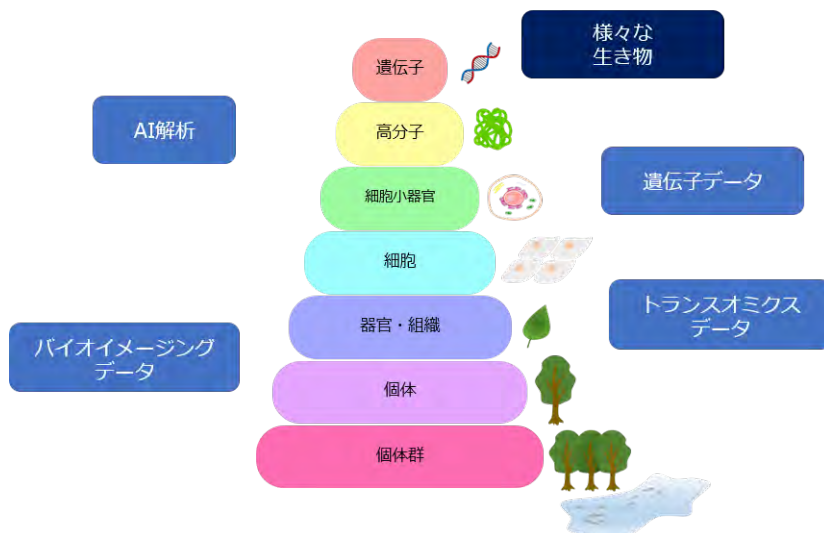 様々な
生き物
遺伝子
AI解析
高分子
遺伝子データ
細胞小器官
細胞
トランスオミクス
データ
器官・組織
バイオイメージング
データ
個体
個体群